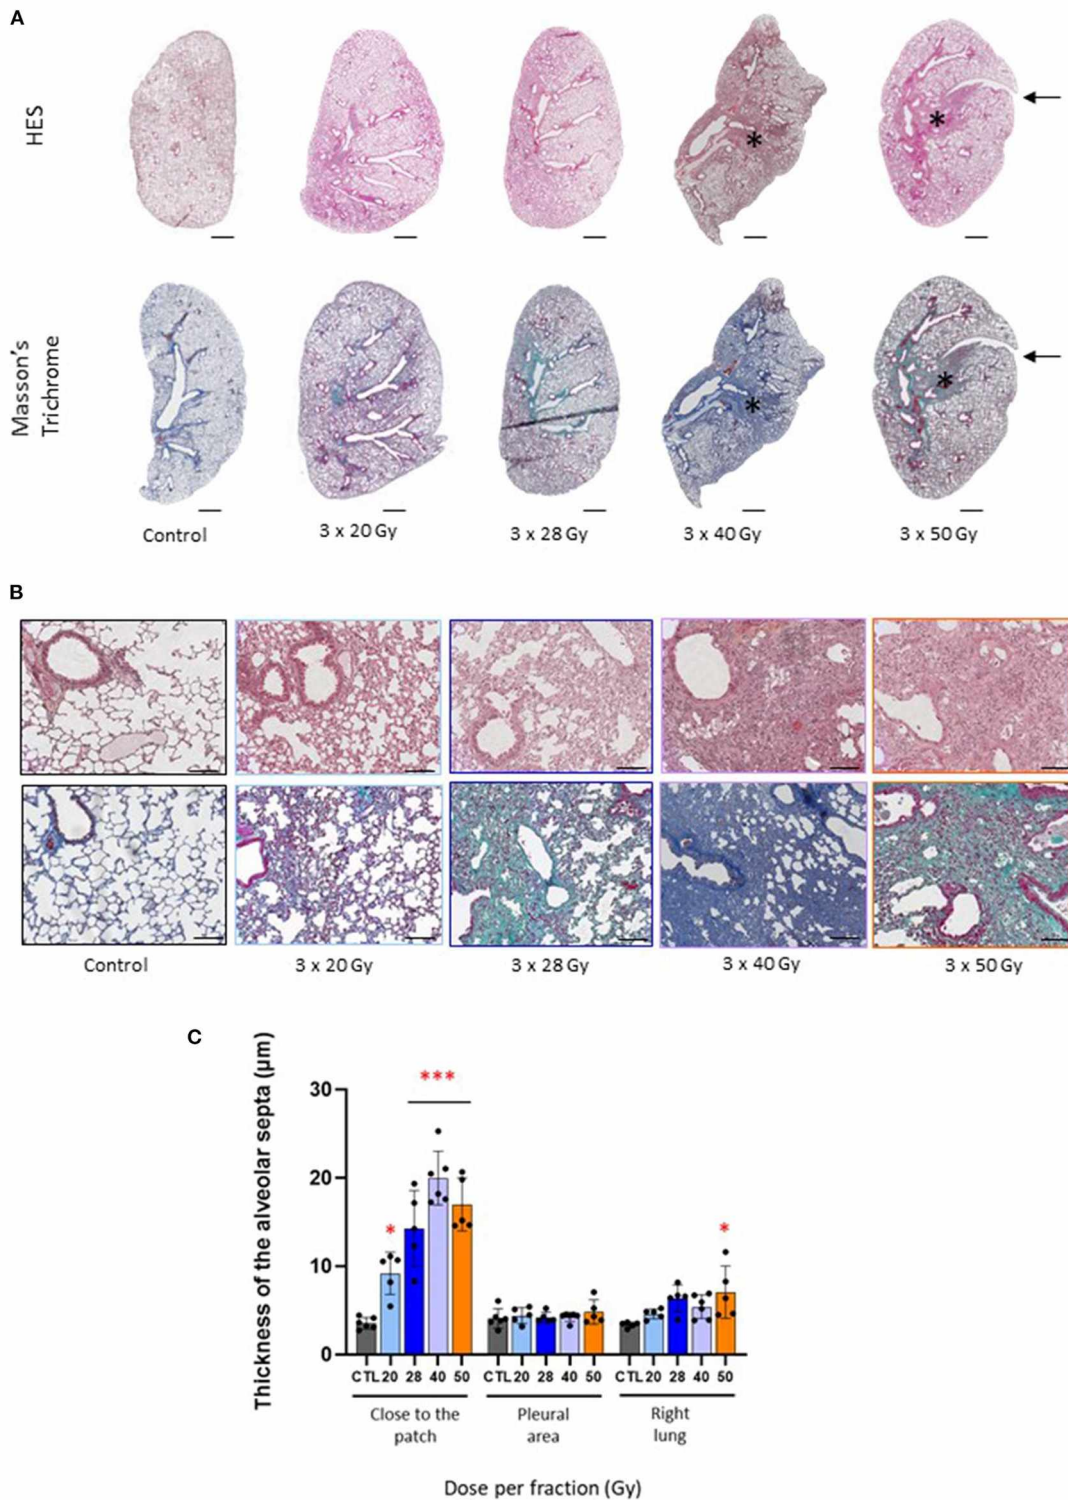 A
HES
*
*
Masson's
Trichrome
*
*
Control
3 x 20 Gy
3 x 28 Gy
3 x 40 Gy
3 x 50 Gy
B
Control
3 x 20 Gy
3 x 28 Gy
3 x 40 Gy
3 x 50 Gy
C
Thickness of the alveolar septa (µm)
30
20
10
0
*
***
*
CTL 20 28 40 50 CTL 20 28 40 50 CTL 20 28 40 50
Close to the
patch
Pleural
area
Right
lung
Dose per fraction (Gy)